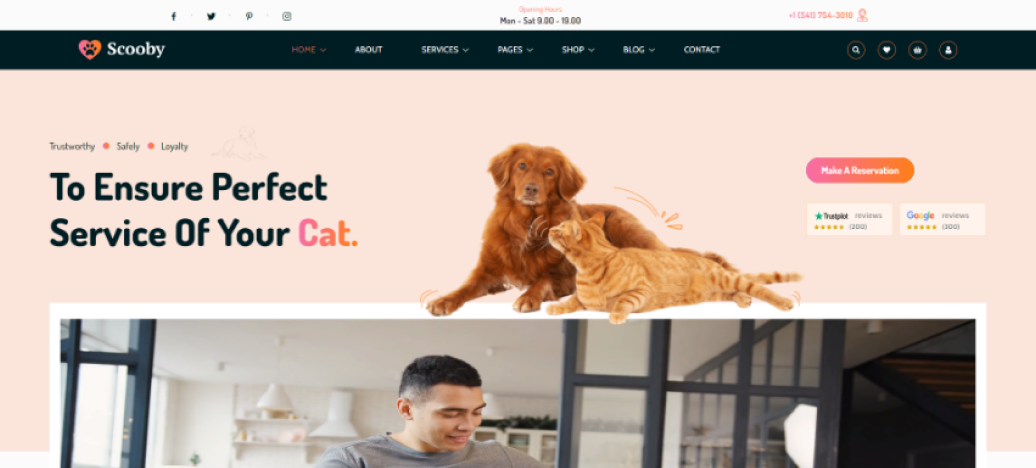 Opening Hours
Mon - Sat 9.00 - 19.00
+1 (541) 754-3010
Scooby
HOME
ABOUT
SERVICES
PAGES
SHOP
BLOG
CONTACT
Trustworthy
Safely
Loyalty
To Ensure Perfect
Service Of Your Cat.
Make A Reservation
Trustpilot reviews
(200)
Google reviews
(300)